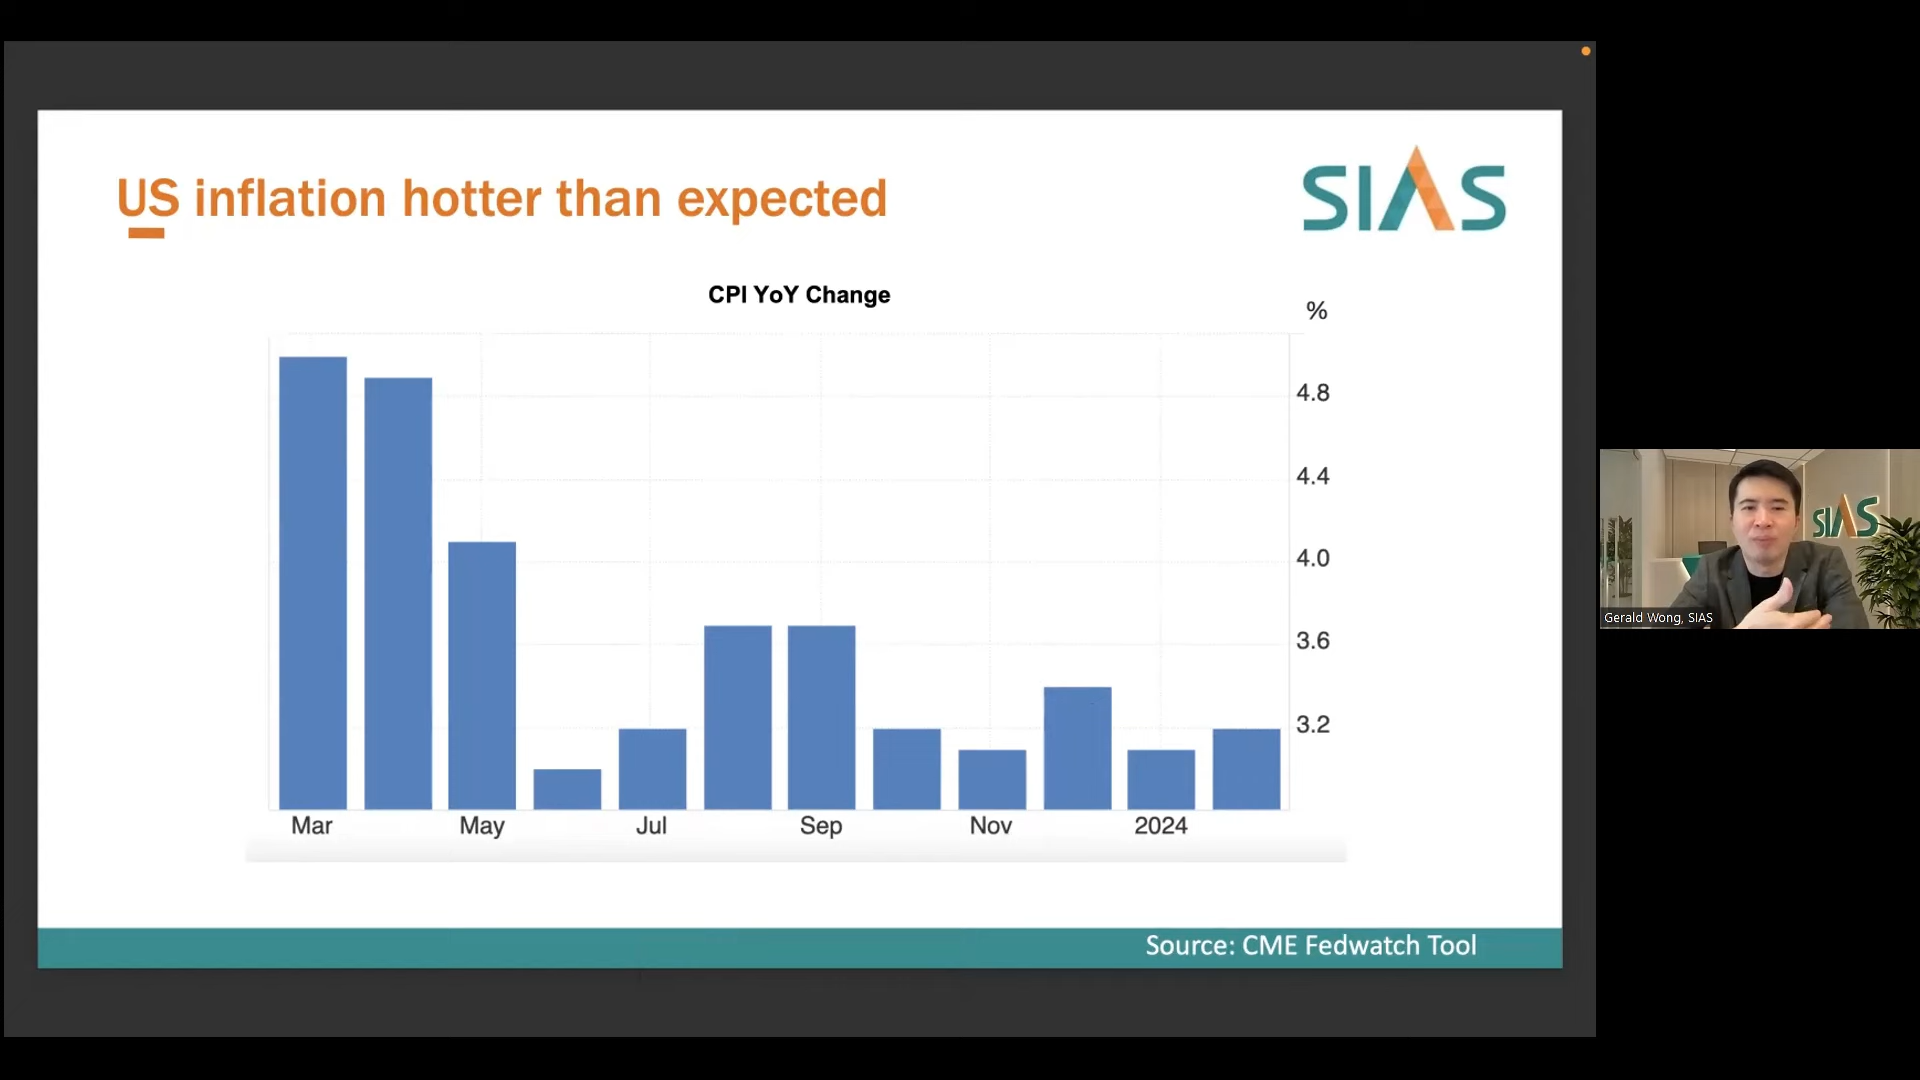 US inflation hotter than expected
SIAS
CPI YoY Change
%
4.8
4.4
4.0
3.6
3.2
Mar
May
Jul
Sep
Nov
2024
Source: CME Fedwatch Tool
SIAS
Gerald Wong, SIAS